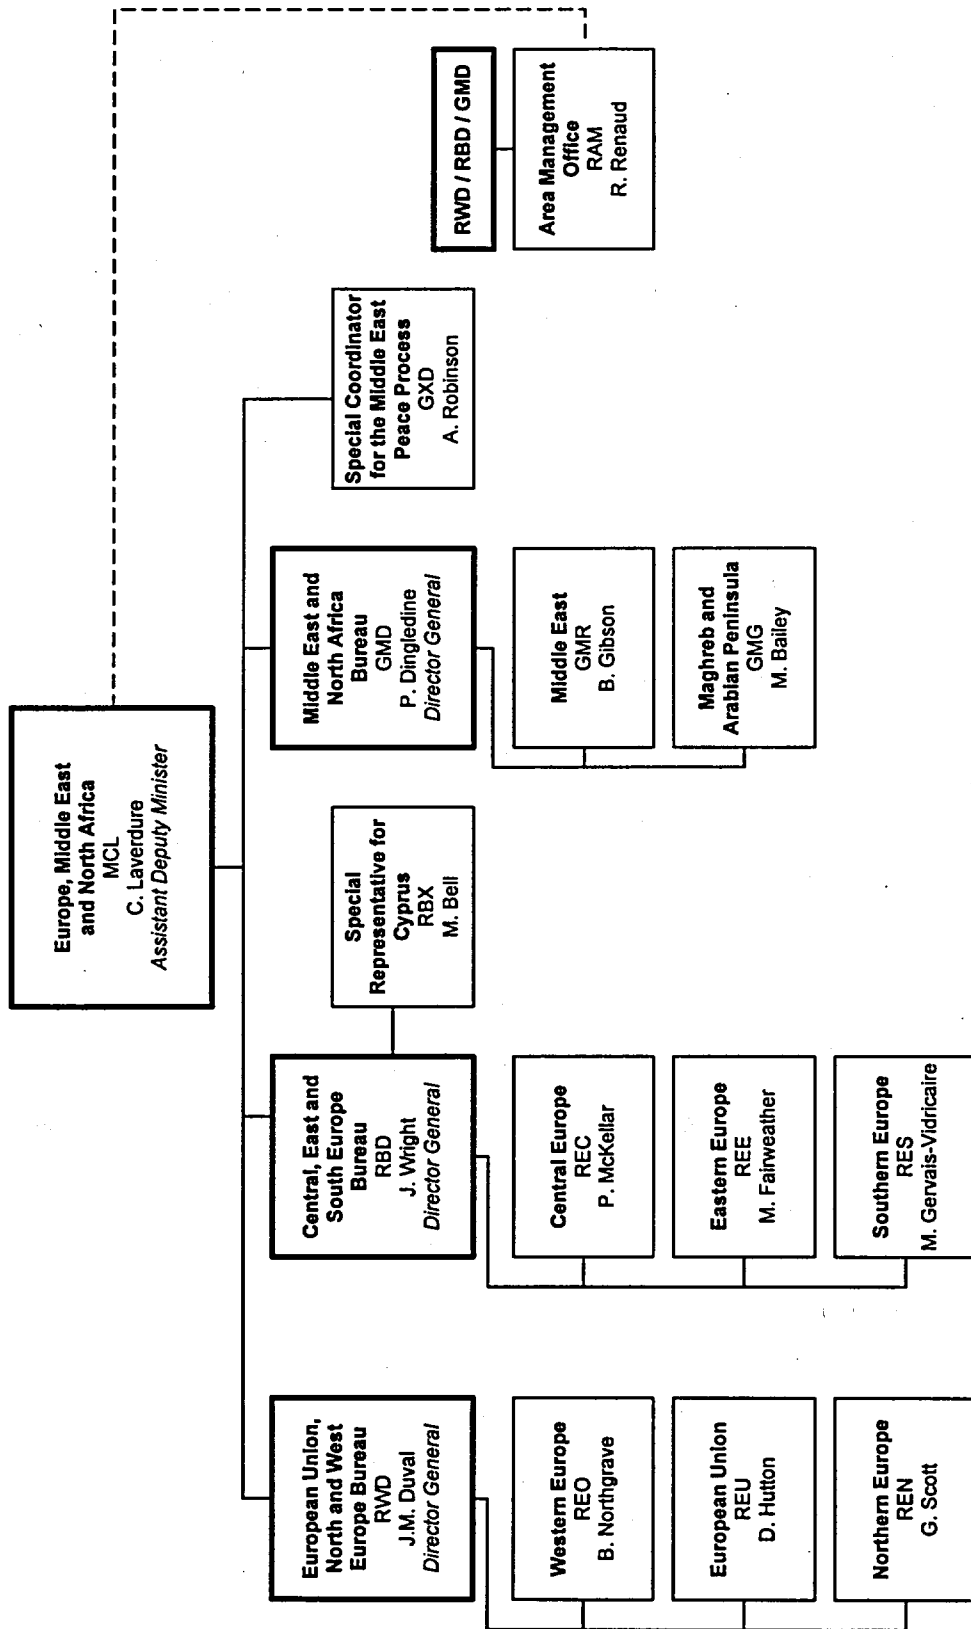 Europe, Middle East
and North Africa
MCL
C. Laverdure
Assistant Deputy Minister
European Union,
North and West
Europe Bureau
RWD
J.M. Duval
Director General
Western Europe
REO
B. Northgrave
European Union
REU
D. Hutton
Northern Europe
REN
G. Scott
Central, East and
South Europe
Bureau
RBD
J. Wright
Director General
Special
Representative for
Cyprus
RBX
M. Bell
Central Europe
REC
P. McKellar
Eastern Europe
REE
M. Fairweather
Southern Europe
RES
M. Gervais-Vidricaire
Middle East and
North Africa
Bureau
GMD
P. Dingledine
Director General
Middle East
GMR
B. Gibson
Maghreb and
Arabian Peninsula
GMG
M. Bailey
Special Coordinator
for the Middle East
Peace Process
GXD
A. Robinson
RWD / RBD / GMD
Area Management
Office
RAM
R. Renaud